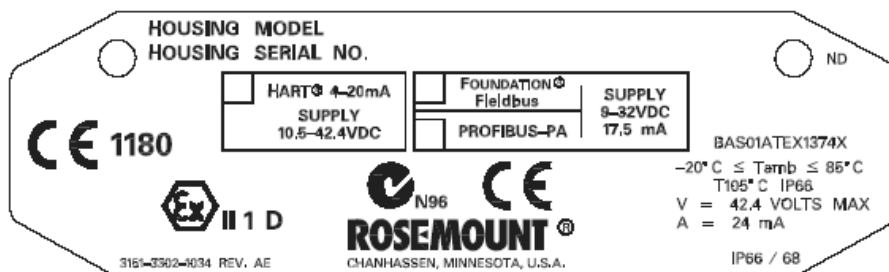 HOUSING MODEL
HOUSING SERIAL NO.
ND
HART® 4–20mA
SUPPLY
10.5–42.4VDC
FOUNDATION®
Fieldbus
PROFIBUS–PA
SUPPLY
9–32VDC
17.5 mA
CE 1180
BAS01ATEX1374X
–20° C ≤ Tamb ≤ 85° C
T105° C IP66
V = 42.4 VOLTS MAX
A = 24 mA
IP66 / 68
Ex II 1 D
N96
CE
ROSEMOUNT®
CHANHASSEN, MINNESOTA, U.S.A.
3151–3302–1034 REV. AE